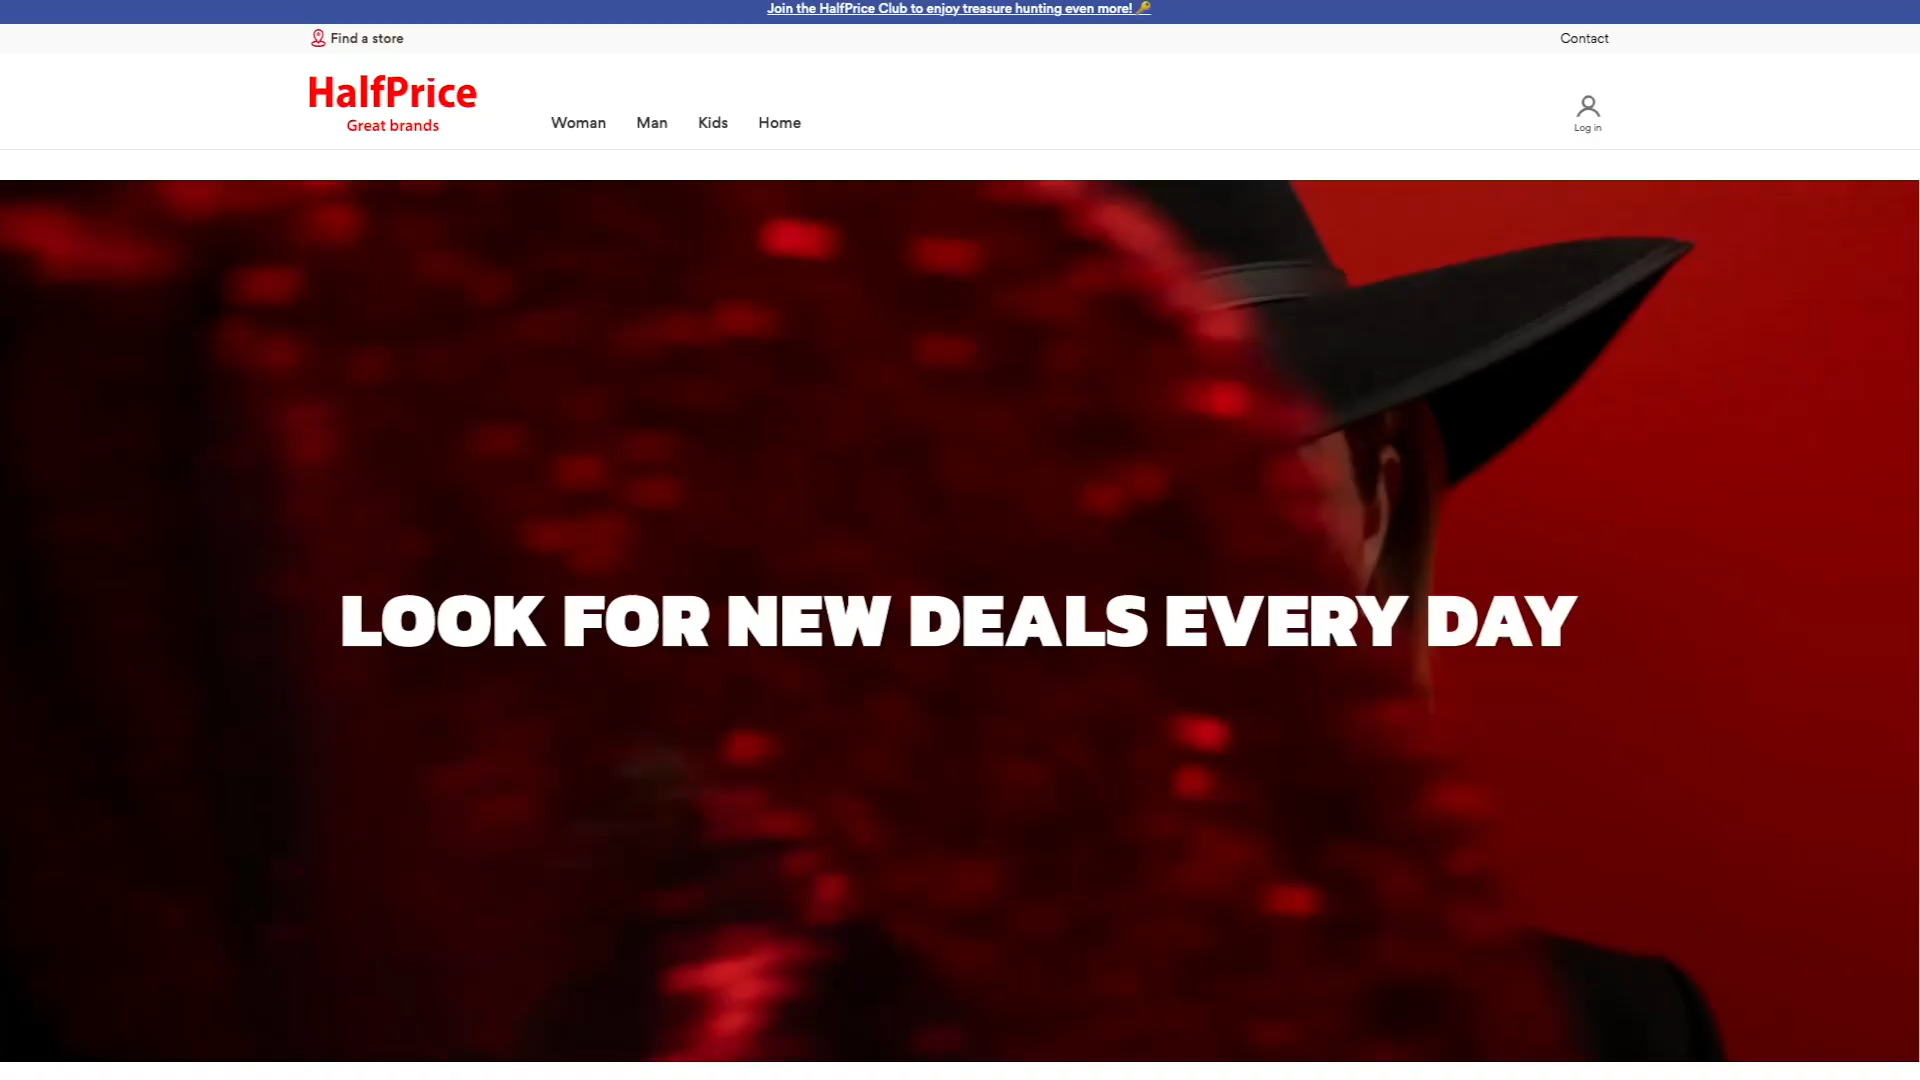 Join the HalfPrice Club to enjoy treasure hunting even more! 🔑
Find a store
Contact
HalfPrice
Great brands
Woman
Man
Kids
Home
Log in
LOOK FOR NEW DEALS EVERY DAY